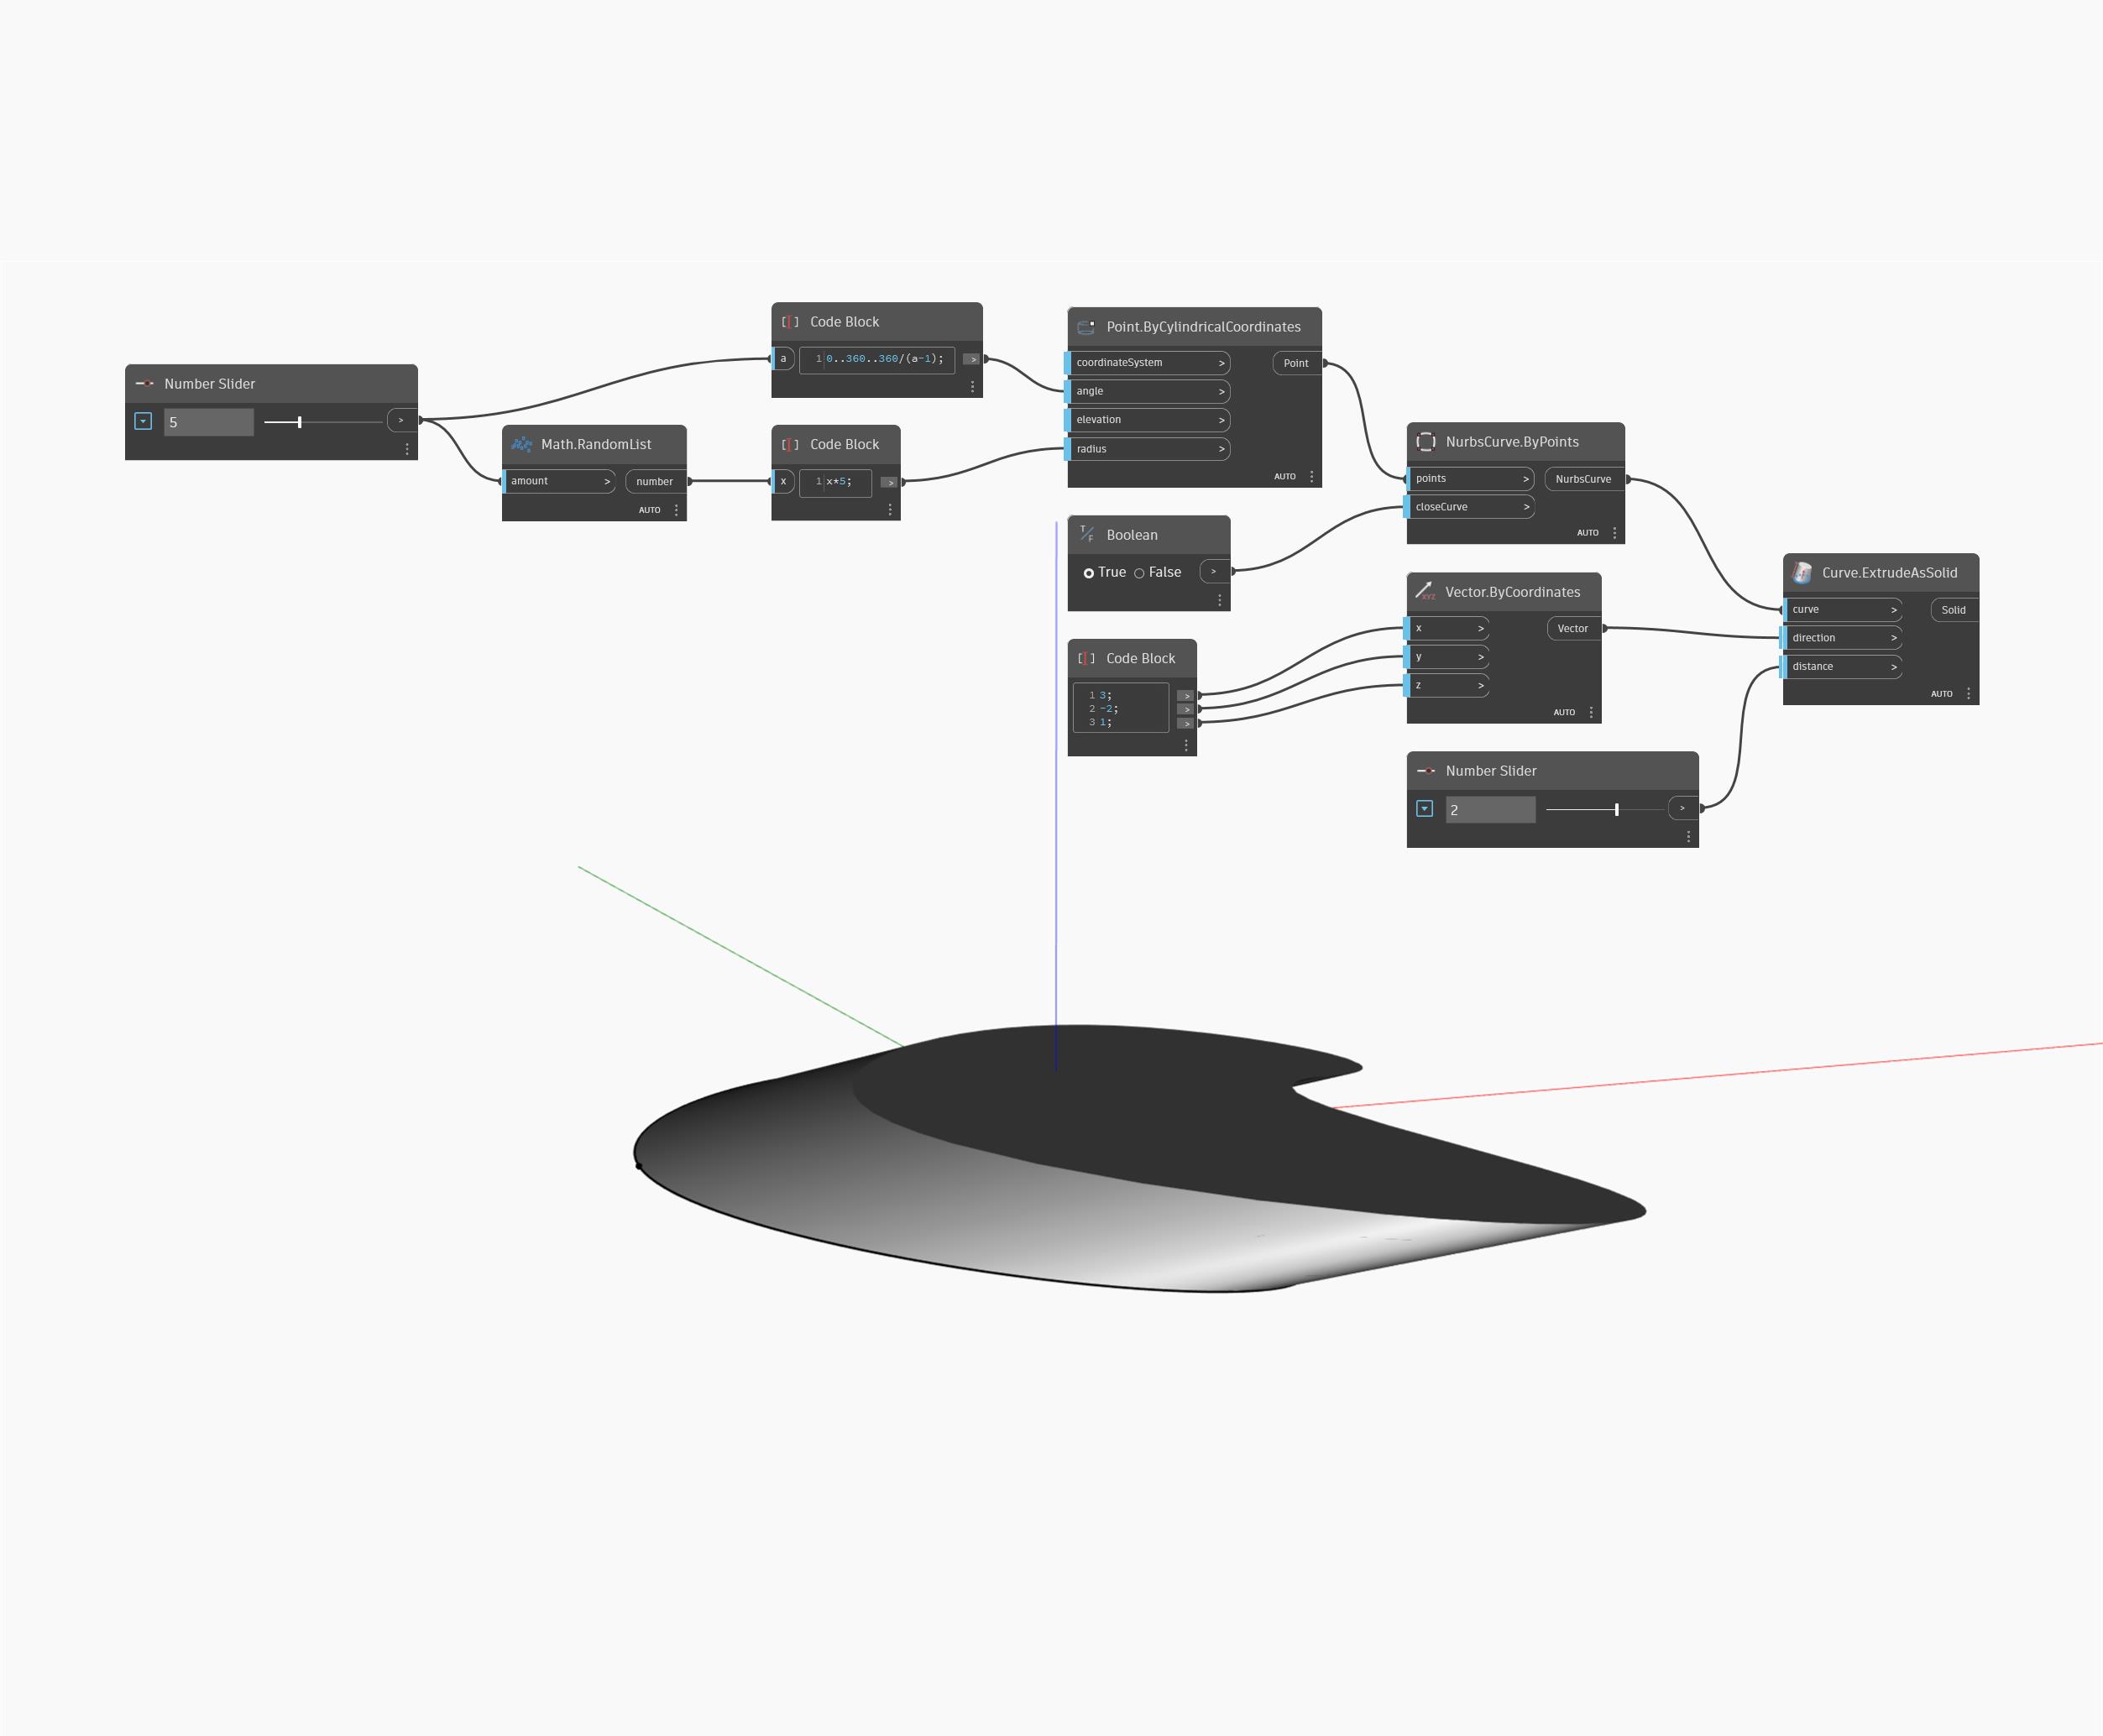 Number Slider
5
>
Math.RandomList
amount >
number
AUTO
Code Block
a
1 0..360..360/(a-1);
>
Code Block
x
1 x*5;
>
Point.ByCylindricalCoordinates
coordinateSystem >
Point
angle >
elevation >
radius >
AUTO
Boolean
True False
>
Code Block
1 3;
2 -2;
3 1;
>
>
>
NurbsCurve.ByPoints
points >
NurbsCurve
closeCurve >
AUTO
Vector.ByCoordinates
x >
Vector
y >
z >
AUTO
Number Slider
2
>
Curve.ExtrudeAsSolid
curve >
Solid
direction >
distance >
AUTO